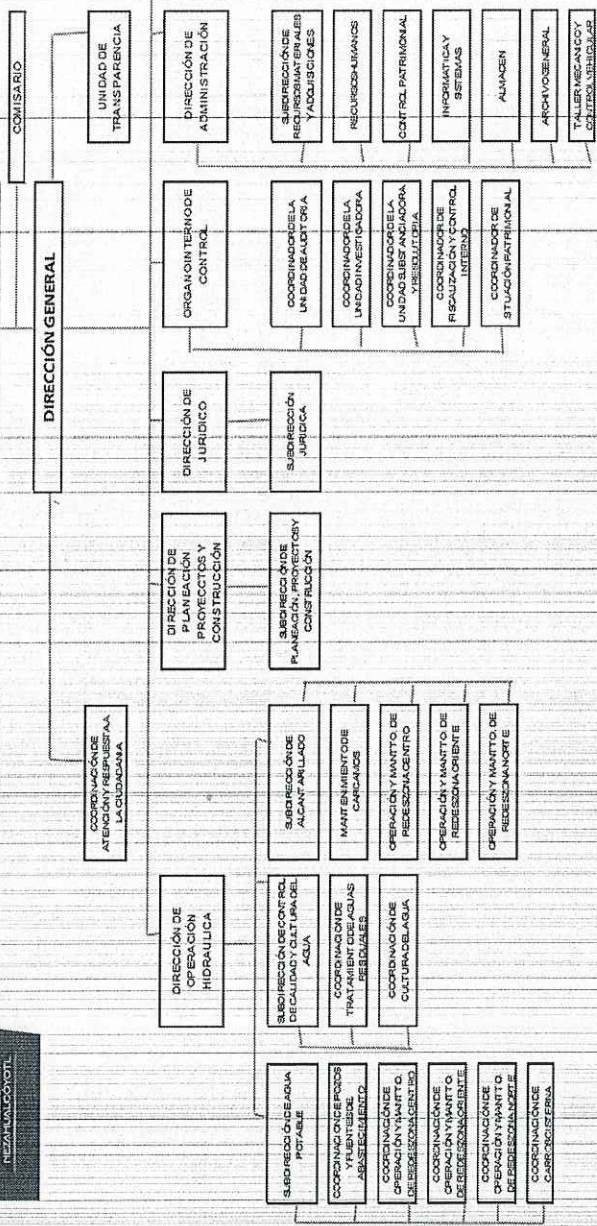 NEZAHUALCÓYOTL
COMISARIO
DIRECCIÓN GENERAL
COORDINACIÓN DE
ATENCIÓN Y RESPUESTA A
LA CIUDADANIA
UNIDAD DE
TRANSPARENCIA
DIRECCIÓN DE
OPERACIÓN
HIDRAULICA
DIRECCIÓN DE
PLANEACIÓN
PROYECCTOS Y
CONSTRUCCIÓN
DIRECCIÓN DE
JURIDICO
ORGANO INTERNO DE
CONTROL
DIRECCIÓN DE
ADMINISTRACIÓN
SUBDIRECCIÓN DE AGUA
POTABLE
COORDINACION DE POZOS
Y FUENTES DE
ABASTECIMIENTO
COORDINACIÓN DE
OPERACIÓN Y MANTTO.
DE REDES ZONA CENTRO
COORDINACIÓN DE
OPERACIÓN Y MANTTO.
DE REDES ZONA ORIENTE
COORDINACIÓN DE
OPERACIÓN Y MANTTO.
DE REDES ZONA NORTE
COORDINACIÓN DE
CARROS CISTERNA
SUBDIRECCIÓN DE CONTROL
DE CALIDAD Y CULTURA DEL
AGUA
COORDINACIÓN DE
TRATAMIENTO DE AGUAS
RESIDUALES
COORDINACIÓN DE
CULTURA DEL AGUA
SUBDIRECCIÓN DE
ALCANTARILLADO
MANTENIMIENTO DE
CARCAMOS
OPERACIÓN Y MANTTO. DE
REDES ZONA CENTRO
OPERACIÓN Y MANTTO. DE
REDES ZONA ORIENTE
OPERACIÓN Y MANTTO. DE
REDES ZONA NORTE
SUBDIRECCIÓN DE
PLANEACIÓN, PROYECTOS Y
CONSTRUCCIÓN
SUBDIRECCIÓN
JURIDICA
COORDINADOR DE LA
UNIDAD DE AUDITORIA
COORDINADOR DE LA
UNIDAD INVESTIGADORA
COORDINADOR DE LA
UNIDAD SUBSTANCIADORA
Y RESOLUTORIA
COORDINADOR DE
FISCALIZACIÓN Y CONTROL
INTERNO
COORDINADOR DE
SITUACIÓN PATRIMONIAL
SUBDIRECCIÓN DE
RECURSOS MATERIALES
Y ADQUISICIONES
RECURSOS HUMANOS
CONTROL PATRIMONIAL
INFORMATICA Y
SISTEMAS
ALMACEN
ARCHIVO GENERAL
TALLER MECANICO Y
CONTROL VEHICULAR